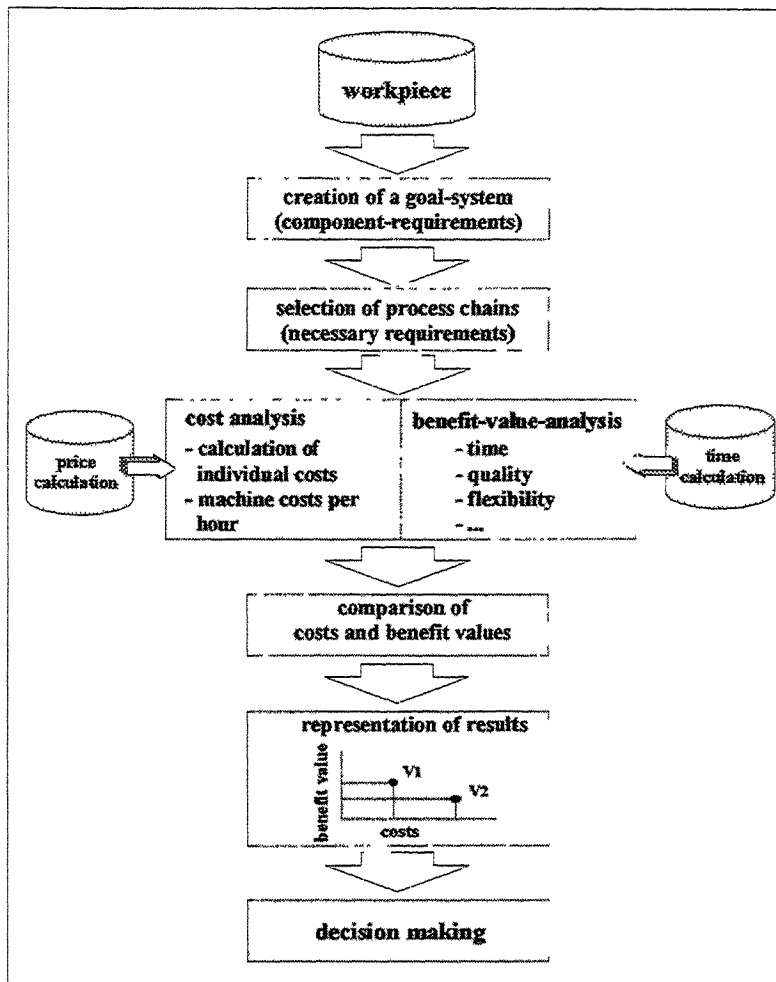 workpiece
creation of a goal-system
(component-requirements)
selection of process chains
(necessary requirements)
price
calculation
cost analysis
- calculation of
individual costs
- machine costs per
hour
benefit-value-analysis
- time
- quality
- flexibility
- ...
time
calculation
comparison of
costs and benefit values
representation of results
benefit value
V1
V2
costs
decision making